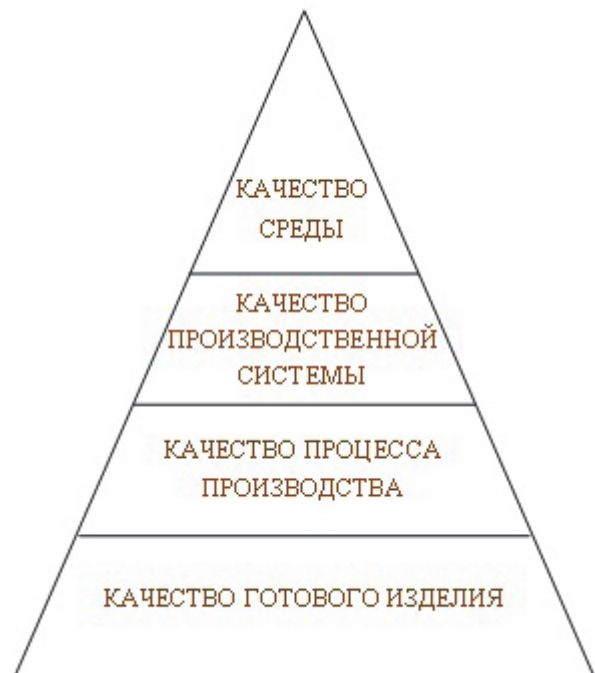 КАЧЕСТВО
СРЕДЫ
КАЧЕСТВО
ПРОИЗВОДСТВЕННОЙ
СИСТЕМЫ
КАЧЕСТВО ПРОЦЕССА
ПРОИЗВОДСТВА
КАЧЕСТВО ГОТОВОГО ИЗДЕЛИЯ